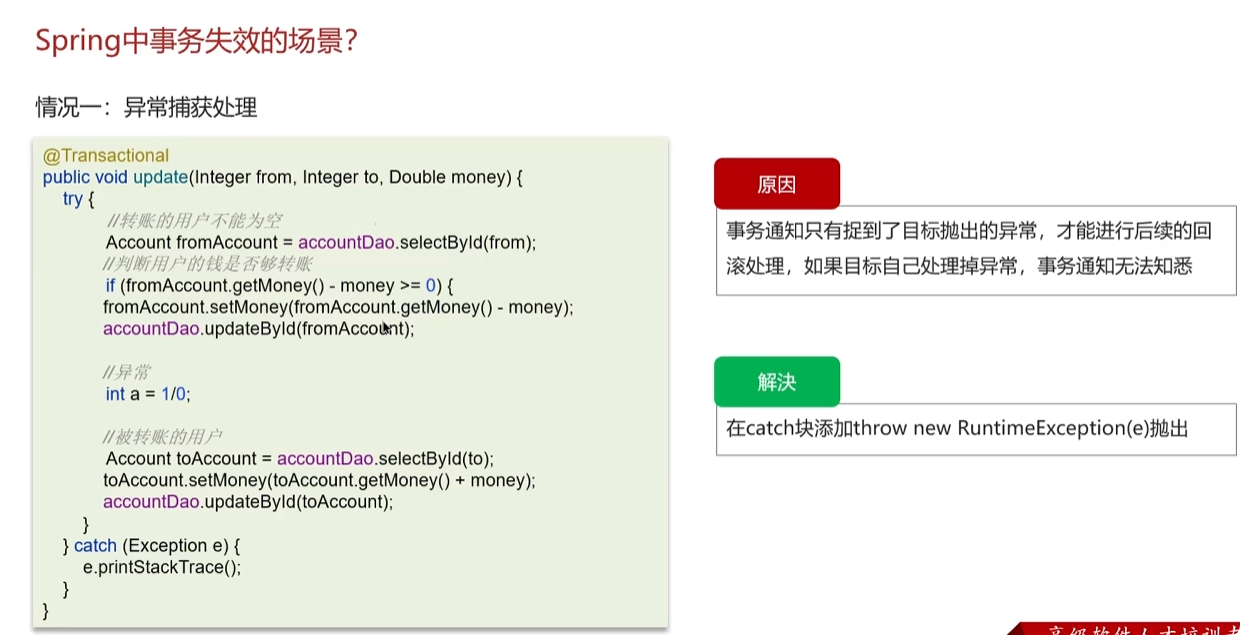 Spring中事务失效的场景?
情况一：异常捕获处理
@Transactional
public void update(Integer from, Integer to, Double money) {
try {
//转账的用户不能为空
Account fromAccount = accountDao.selectById(from);
//判断用户的钱是否够转账
if (fromAccount.getMoney() - money >= 0) {
fromAccount.setMoney(fromAccount.getMoney() - money);
accountDao.updateById(fromAccount);
//异常
int a = 1/0;
//被转账的用户
Account toAccount = accountDao.selectById(to);
toAccount.setMoney(toAccount.getMoney() + money);
accountDao.updateById(toAccount);
}
} catch (Exception e) {
e.printStackTrace();
}
}
原因
事务通知只有捉到了目标抛出的异常，才能进行后续的回
滚处理，如果目标自己处理掉异常，事务通知无法知悉
解决
在catch块添加throw new RuntimeException(e)抛出
高级软件人才培训